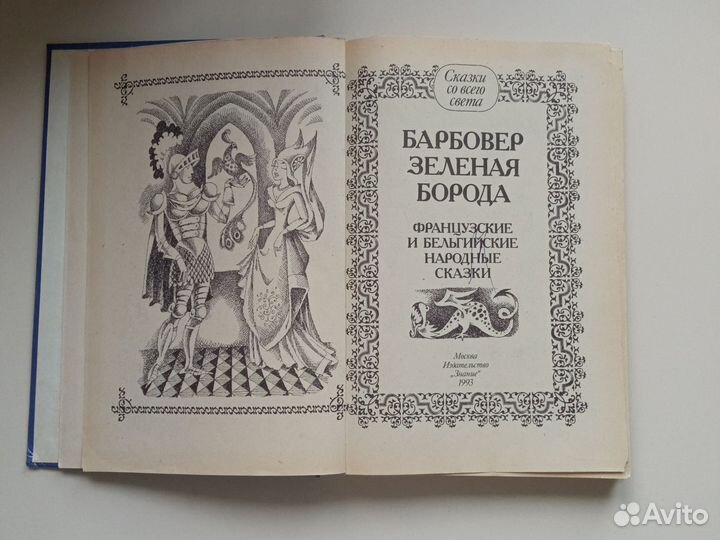 Сказки
со всего
света
БАРБОВЕР
ЗЕЛЕНАЯ
БОРОДА
ФРАНЦУЗСКИЕ
И БЕЛЬГИЙСКИЕ
НАРОДНЫЕ
СКАЗКИ
Москва
Издательство
„Знание“
1993
Avito